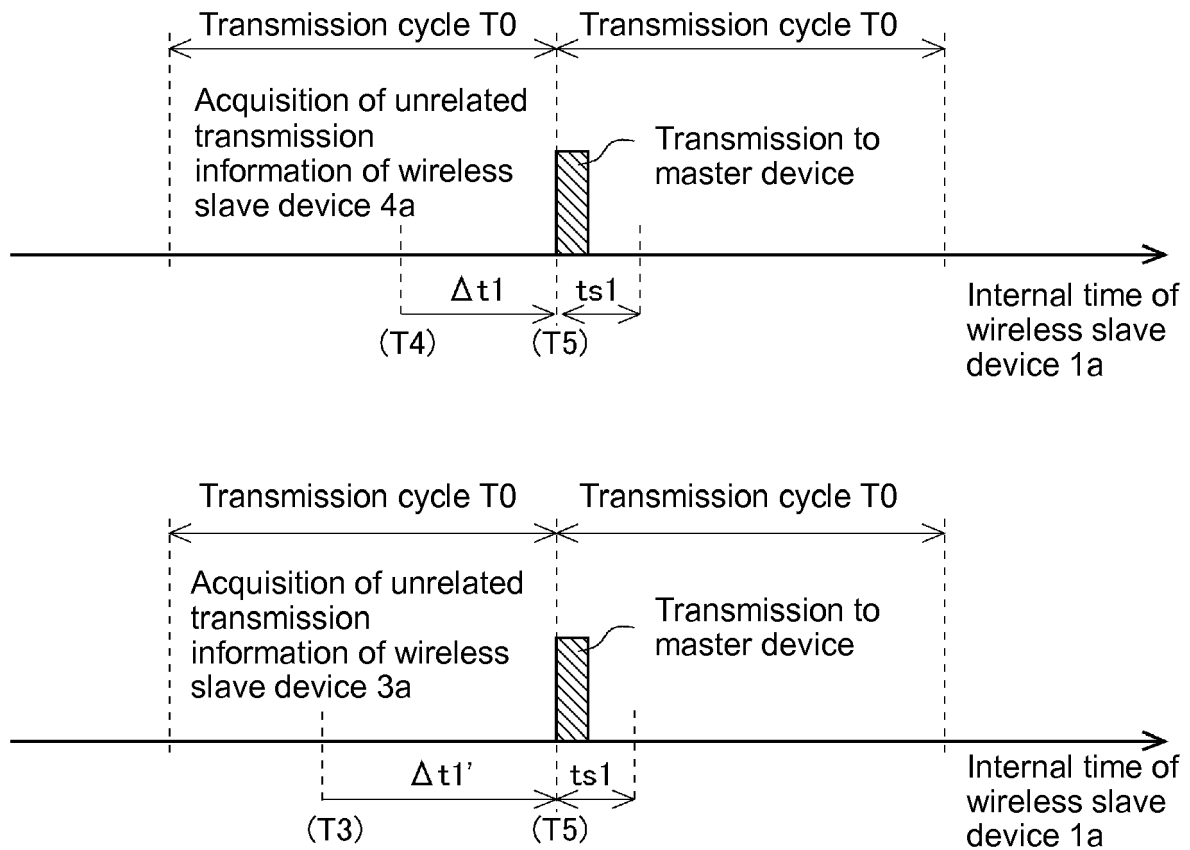 Transmission cycle T0
Transmission cycle T0
Acquisition of unrelated
transmission
information of wireless
slave device 4a
Transmission to
master device
Δt1
ts1
(T4)
(T5)
Internal time of
wireless slave
device 1a
Transmission cycle T0
Transmission cycle T0
Acquisition of unrelated
transmission
information of wireless
slave device 3a
Transmission to
master device
Δt1'
ts1
(T3)
(T5)
Internal time of
wireless slave
device 1a